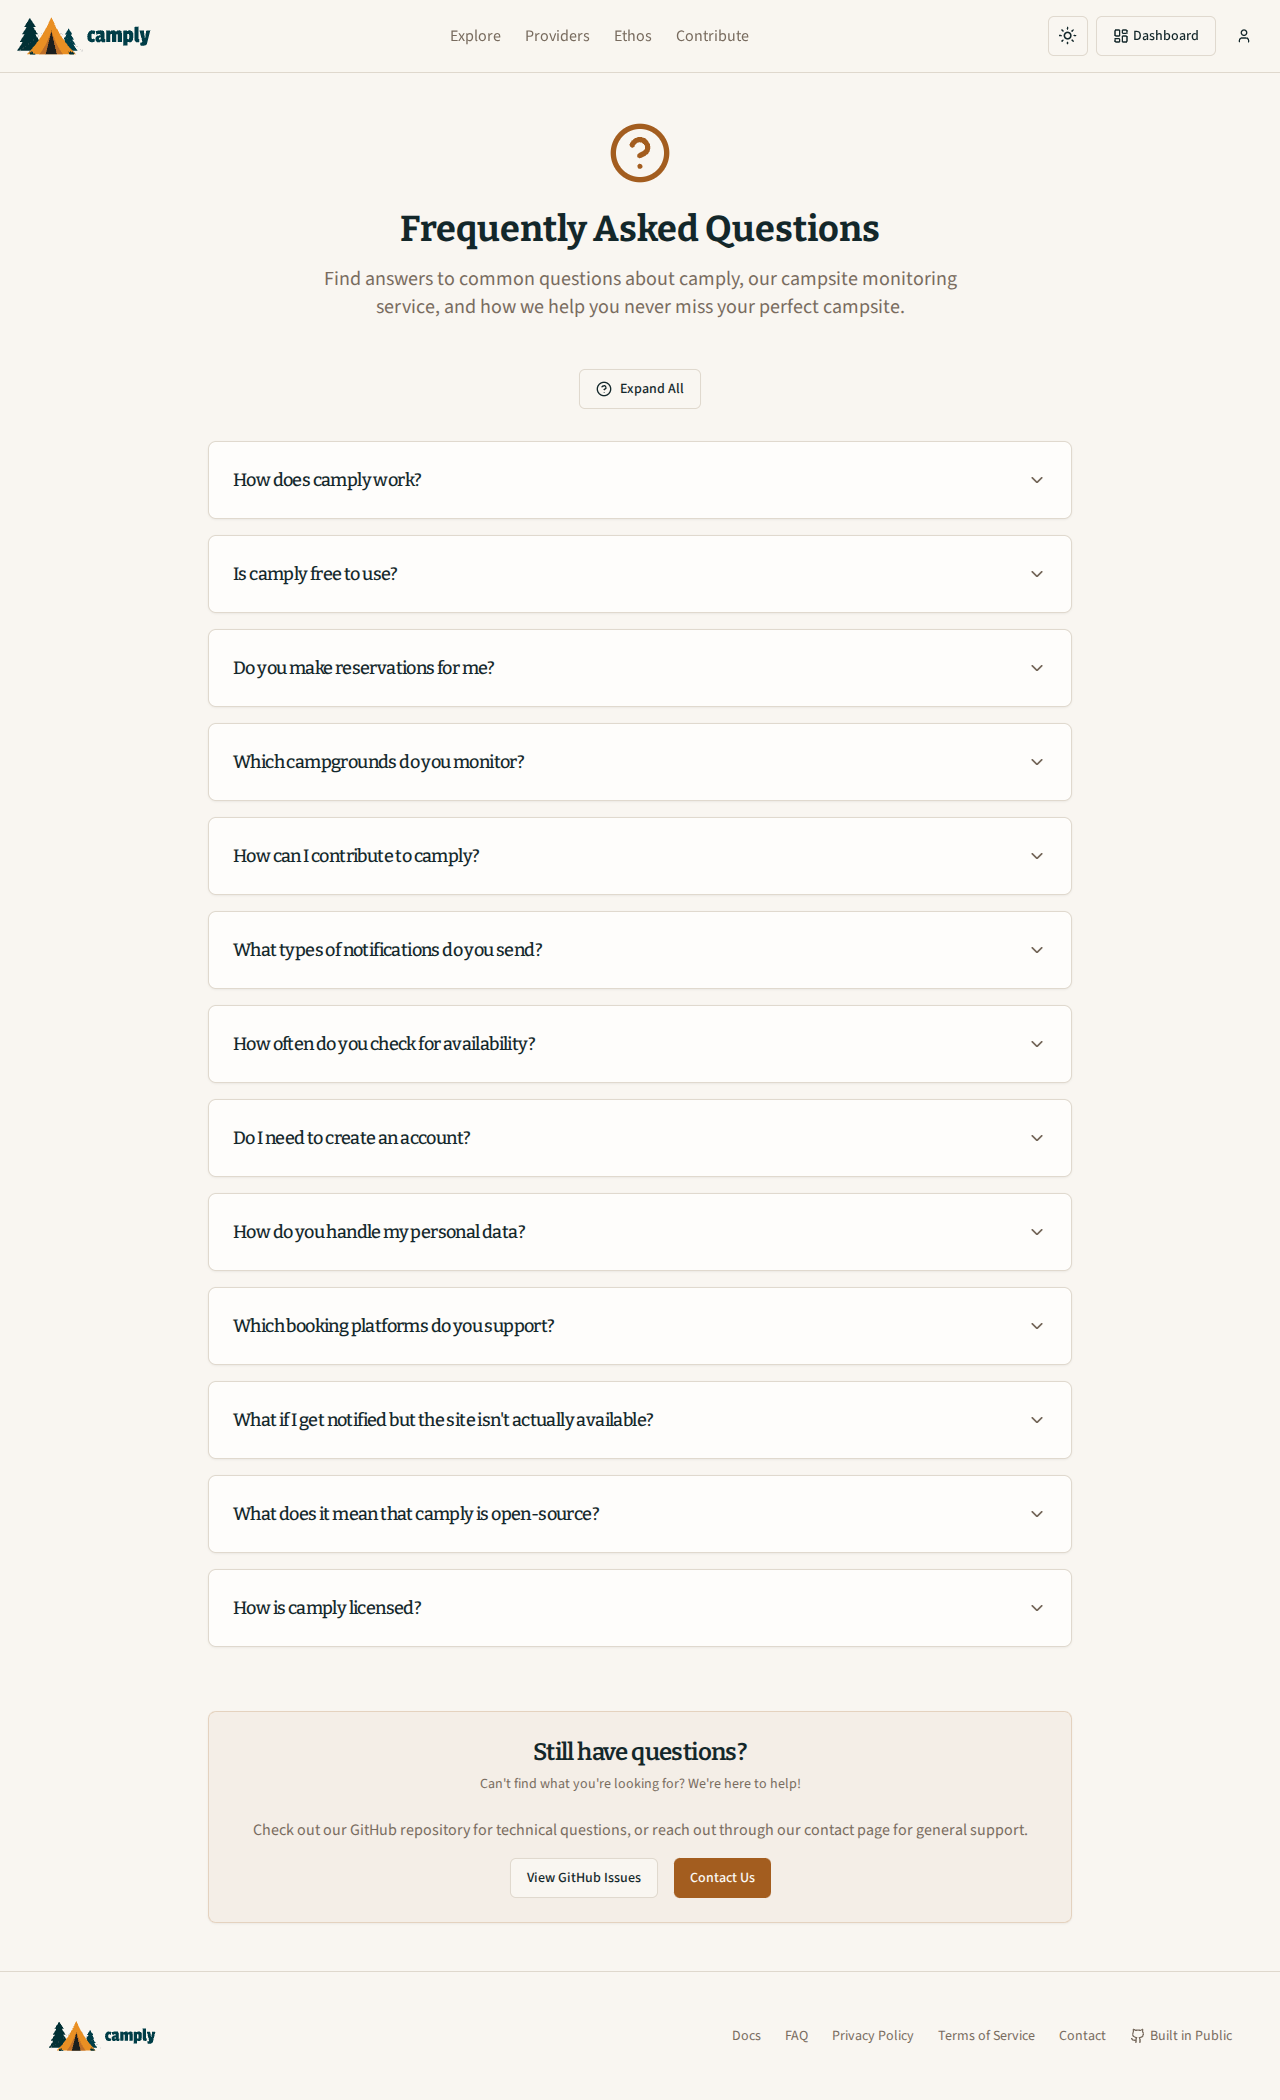 camply
Explore
Providers
Ethos
Contribute
Dashboard
Frequently Asked Questions
Find answers to common questions about camply, our campsite monitoring
service, and how we help you never miss your perfect campsite.
Expand All
How does camply work?
Is camply free to use?
Do you make reservations for me?
Which campgrounds do you monitor?
How can I contribute to camply?
What types of notifications do you send?
How often do you check for availability?
Do I need to create an account?
How do you handle my personal data?
Which booking platforms do you support?
What if I get notified but the site isn't actually available?
What does it mean that camply is open-source?
How is camply licensed?
Still have questions?
Can't find what you're looking for? We're here to help!
Check out our GitHub repository for technical questions, or reach out through our contact page for general support.
View GitHub Issues
Contact Us
camply
Docs
FAQ
Privacy Policy
Terms of Service
Contact
Built in Public